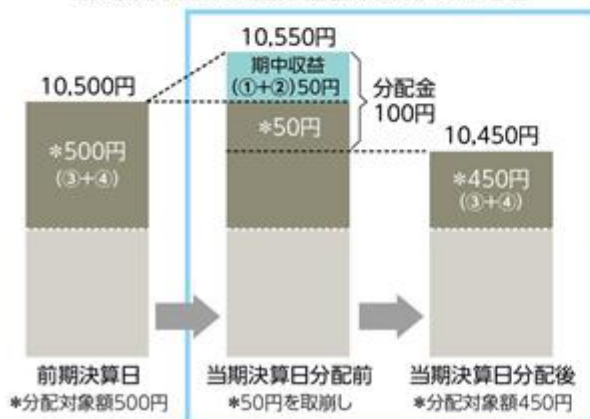 10,550円
10,500円
期中収益
(①+②)50円
分配金
100円
*50円
10,450円
*500円
(③+④)
*450円
(③+④)
前期決算日
当期決算日分配前
当期決算日分配後
*分配対象額500円
*50円を取崩し
*分配対象額450円